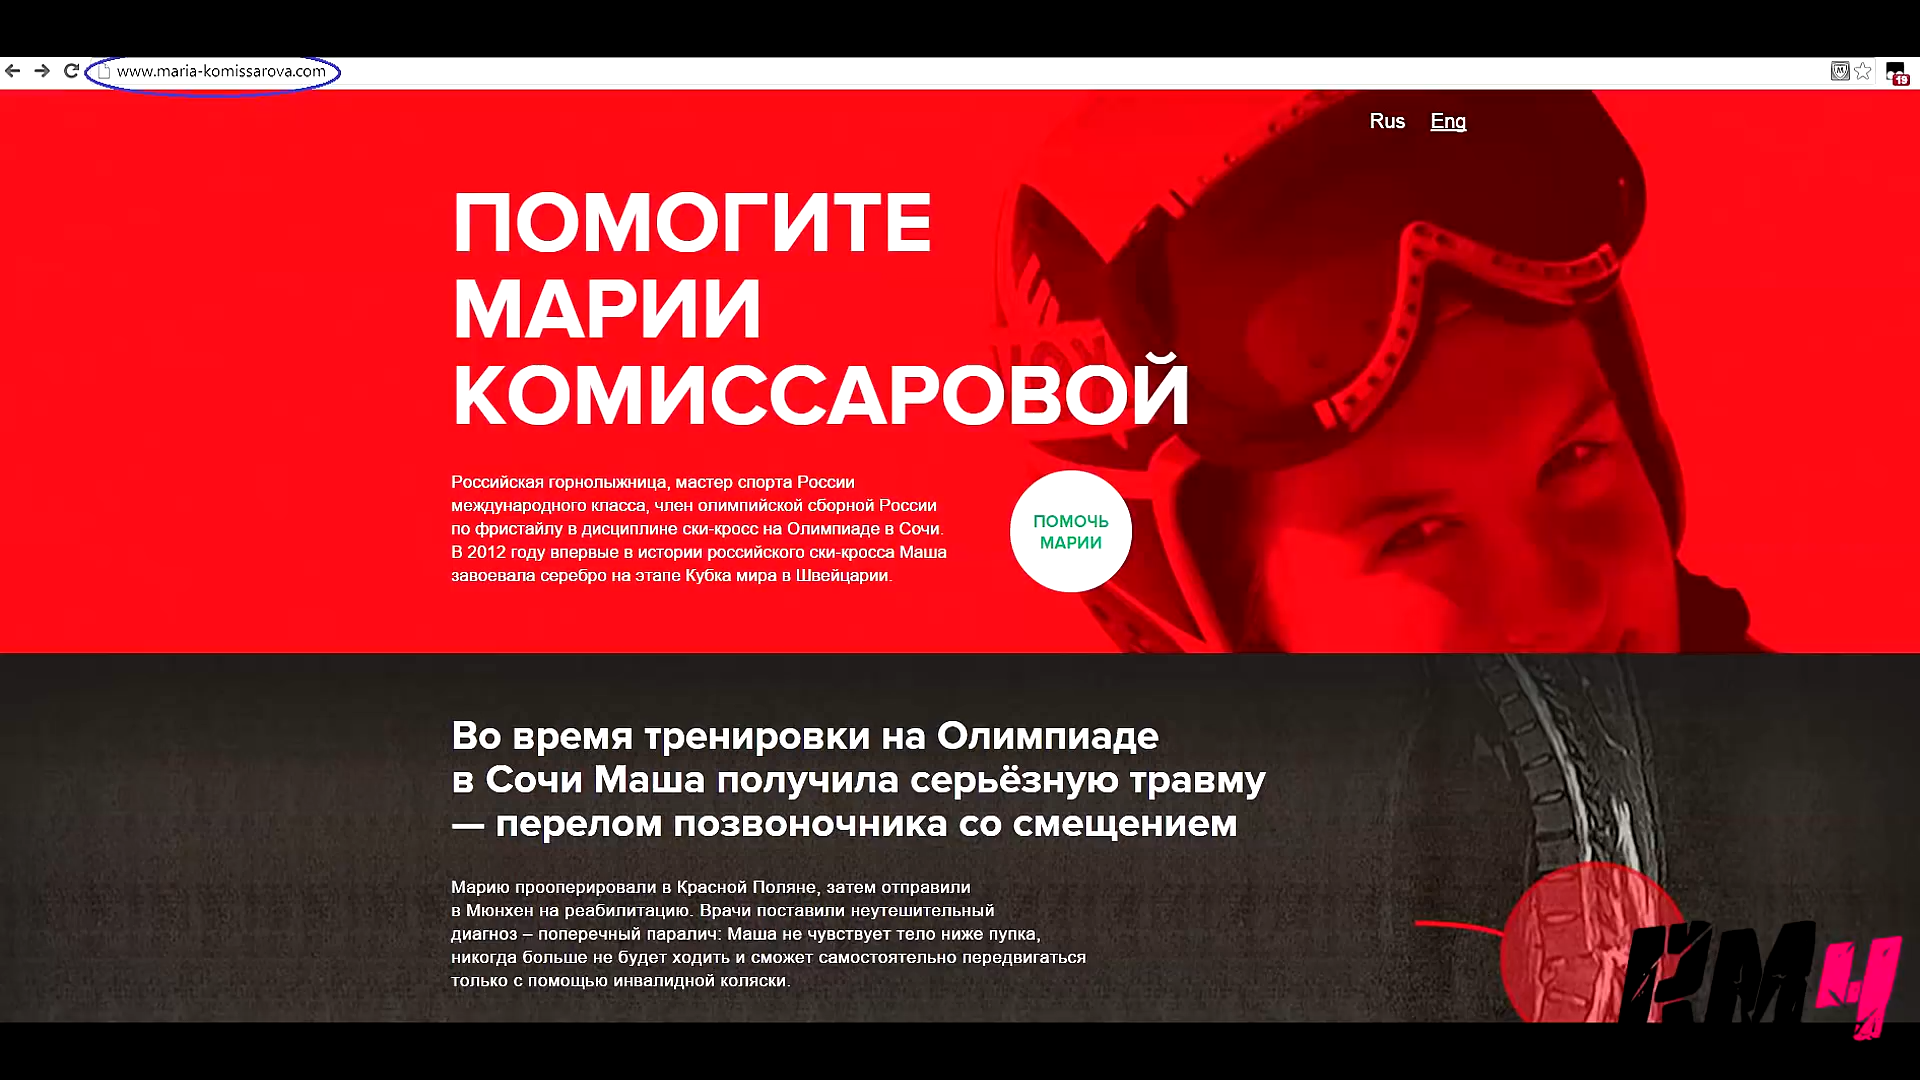 www.maria-komissarova.com
19
Rus Eng
ПОМОГИТЕ
МАРИИ
КОМИССАРОВОЙ
Российская горнолыжница, мастер спорта России
международного класса, член олимпийской сборной России
по фристайлу в дисциплине ски-кросс на Олимпиаде в Сочи.
В 2012 году впервые в истории российского ски-кросса Маша
завоевала серебро на этапе Кубка мира в Швейцарии.
ПОМОЧЬ
МАРИИ
Во время тренировки на Олимпиаде
в Сочи Маша получила серьёзную травму
— перелом позвоночника со смещением
Марию прооперировали в Красной Поляне, затем отправили
в Мюнхен на реабилитацию. Врачи поставили неутешительный
диагноз – поперечный паралич: Маша не чувствует тело ниже пупка,
никогда больше не будет ходить и сможет самостоятельно передвигаться
только с помощью инвалидной коляски.
RM4